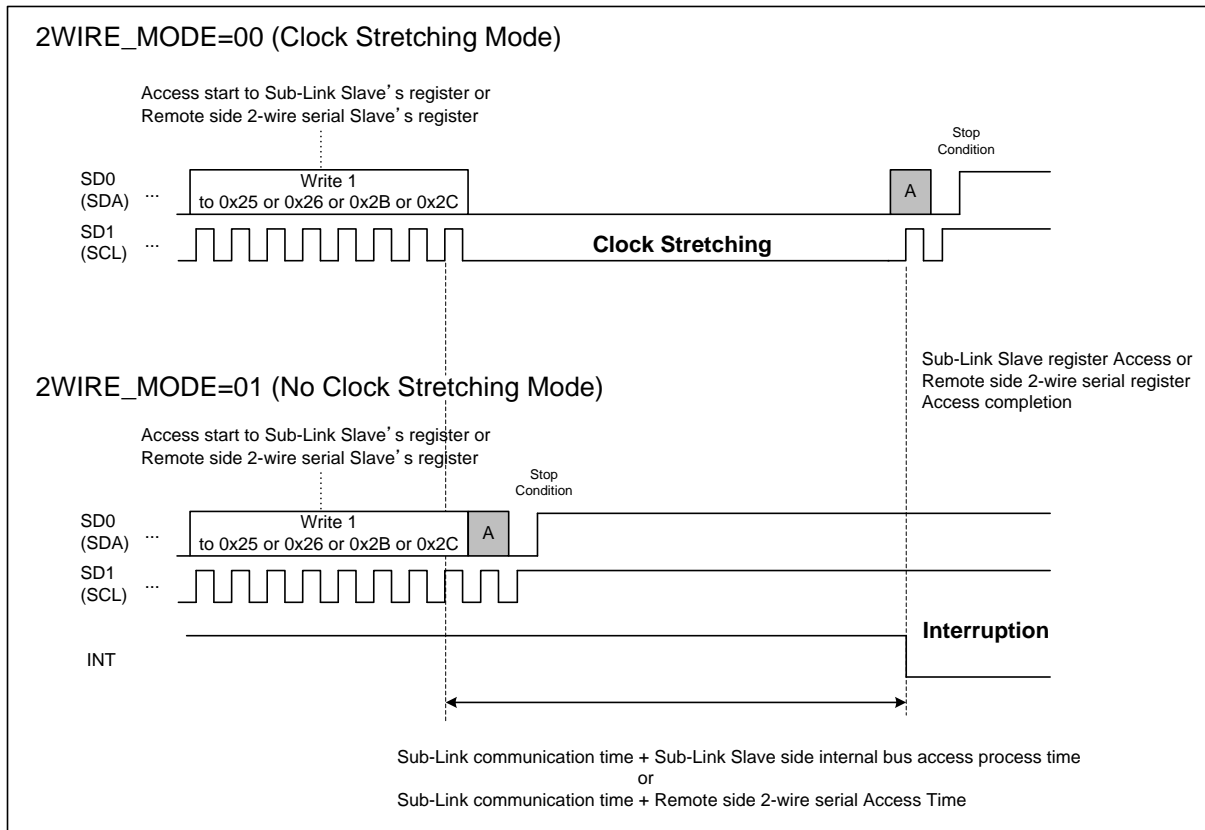 2WIRE_MODE=00 (Clock Stretching Mode)
Access start to Sub-Link Slave’s register or
Remote side 2-wire serial Slave’s register
Stop
Condition
SD0
(SDA)
...
Write 1
to 0x25 or 0x26 or 0x2B or 0x2C
A
SD1
(SCL)
...
Clock Stretching
Sub-Link Slave register Access or
Remote side 2-wire serial register
Access completion
2WIRE_MODE=01 (No Clock Stretching Mode)
Access start to Sub-Link Slave’s register or
Remote side 2-wire serial Slave’s register
Stop
Condition
SD0
(SDA)
...
Write 1
to 0x25 or 0x26 or 0x2B or 0x2C
A
SD1
(SCL)
...
Interruption
INT
Sub-Link communication time + Sub-Link Slave side internal bus access process time
or
Sub-Link communication time + Remote side 2-wire serial Access Time